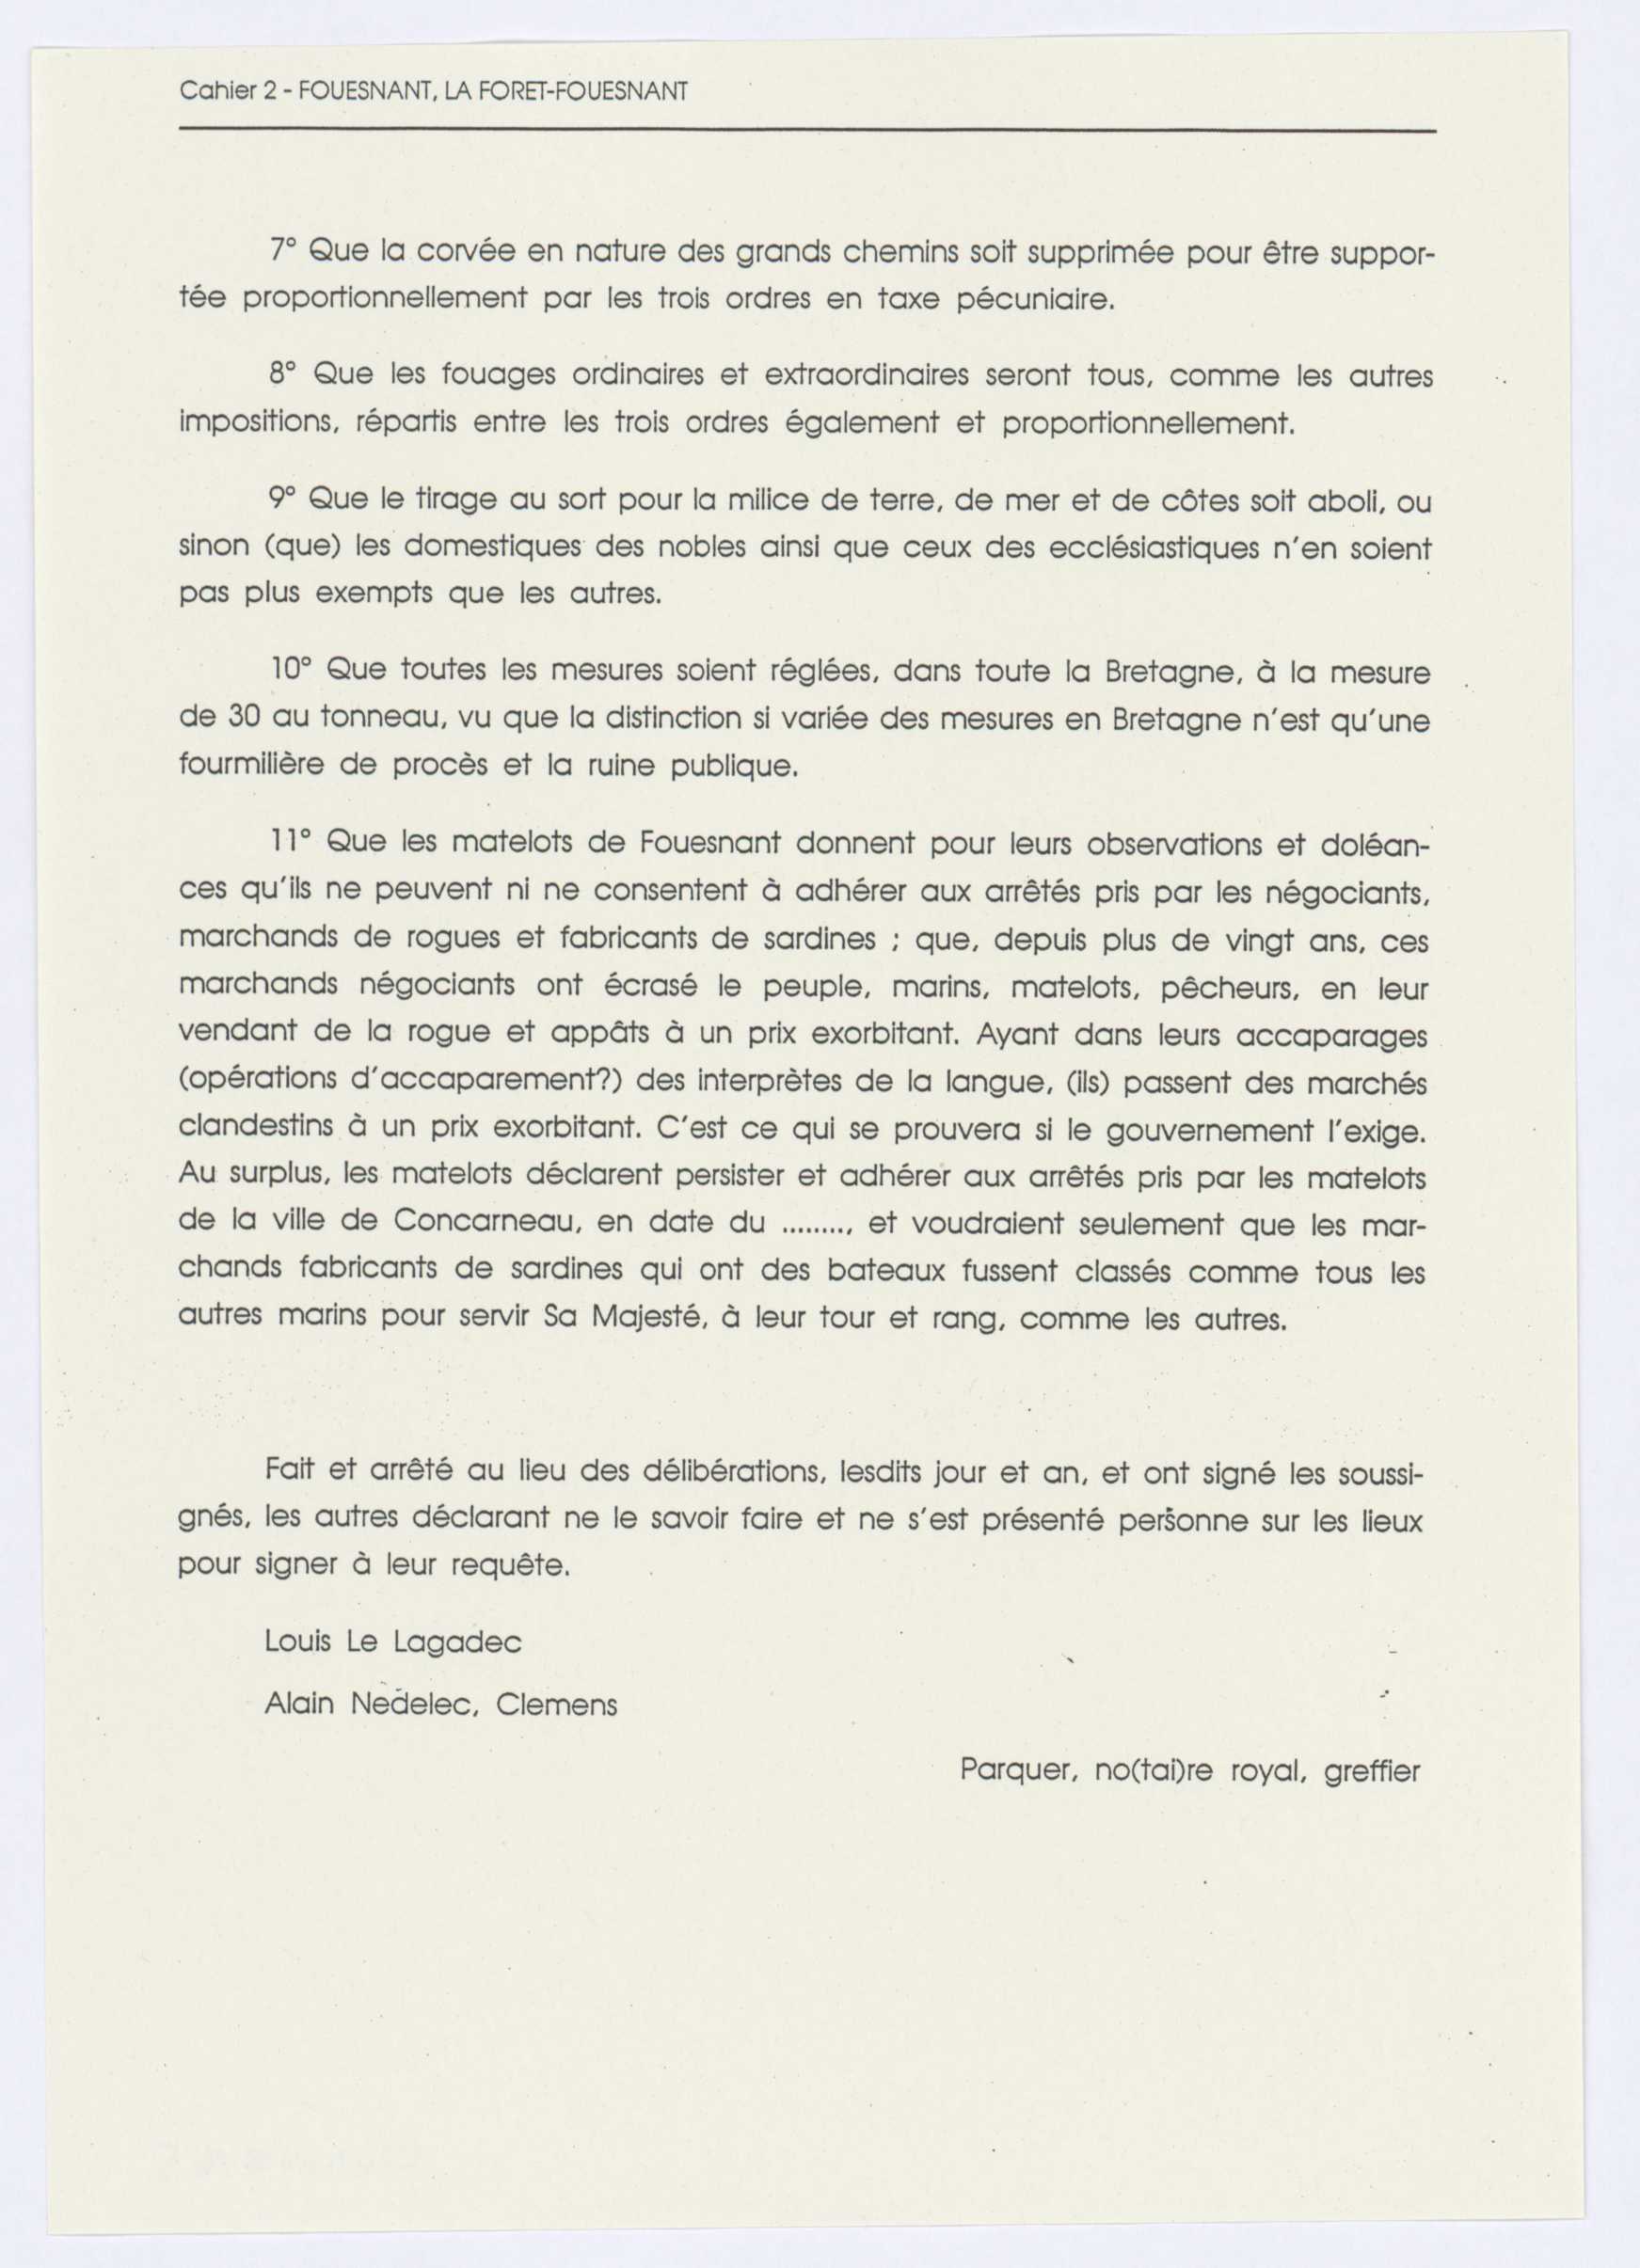 Cahier 2 - FOUESNANT, LA FORET-FOUESNANT
7° Que la corvée en nature des grands chemins soit supprimée pour être suppor-
tée proportionnellement par les trois ordres en taxe pécuniaire.
8° Que les fouages ordinaires et extraordinaires seront tous, comme les autres
impositions, répartis entre les trois ordres également et proportionnellement.
9° Que le tirage au sort pour la milice de terre, de mer et de côtes soit aboli, ou
sinon (que) les domestiques des nobles ainsi que ceux des ecclésiastiques n'en soient
pas plus exempts que les autres.
10° Que toutes les mesures soient réglées, dans toute la Bretagne, à la mesure
de 30 au tonneau, vu que la distinction si variée des mesures en Bretagne n'est qu'une
fourmilière de procès et la ruine publique.
11° Que les matelots de Fouesnant donnent pour leurs observations et doléan-
ces qu'ils ne peuvent ni ne consentent à adhérer aux arrêtés pris par les négociants,
marchands de rogues et fabricants de sardines ; que, depuis plus de vingt ans, ces
marchands négociants ont écrasé le peuple, marins, matelots, pêcheurs, en leur
vendant de la rogue et appâts à un prix exorbitant. Ayant dans leurs accaparages
(opérations d'accaparement?) des interprètes de la langue, (ils) passent des marchés
clandestins à un prix exorbitant. C'est ce qui se prouvera si le gouvernement l'exige.
Au surplus, les matelots déclarent persister et adhérer aux arrêtés pris par les matelots
de la ville de Concarneau, en date du ........, et voudraient seulement que les mar-
chands fabricants de sardines qui ont des bateaux fussent classés comme tous les
autres marins pour servir Sa Majesté, à leur tour et rang, comme les autres.
Fait et arrêté au lieu des délibérations, lesdits jour et an, et ont signé les soussi-
gnés, les autres déclarant ne le savoir faire et ne s'est présenté personne sur les lieux
pour signer à leur requête.
Louis Le Lagadec
Alain Nedelec, Clemens
Parquer, no(tai)re royal, greffier